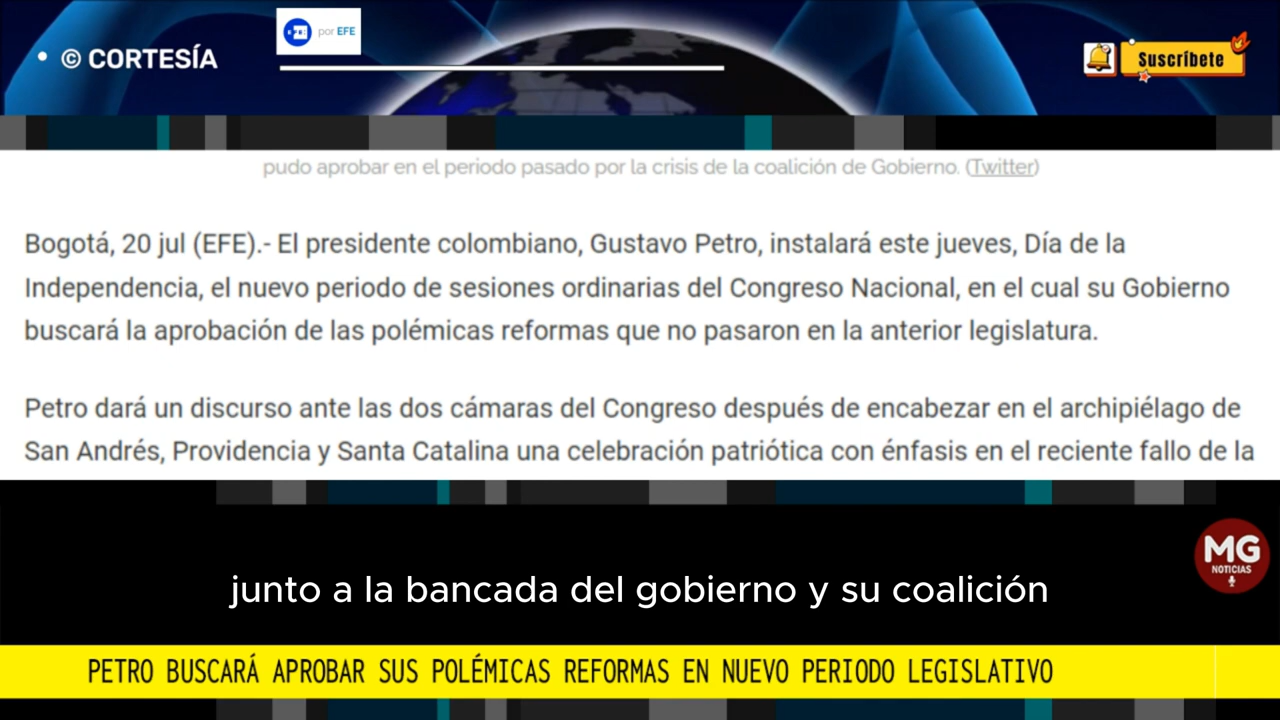 • © CORTESÍA
EFE: por EFE
Suscríbete
pudo aprobar en el periodo pasado por la crisis de la coalición de Gobierno. (Twitter)
Bogotá, 20 jul (EFE).- El presidente colombiano, Gustavo Petro, instalará este jueves, Día de la
Independencia, el nuevo periodo de sesiones ordinarias del Congreso Nacional, en el cual su Gobierno
buscará la aprobación de las polémicas reformas que no pasaron en la anterior legislatura.
Petro dará un discurso ante las dos cámaras del Congreso después de encabezar en el archipiélago de
San Andrés, Providencia y Santa Catalina una celebración patriótica con énfasis en el reciente fallo de la
MG
NOTICIAS
junto a la bancada del gobierno y su coalición
PETRO BUSCARÁ APROBAR SUS POLÉMICAS REFORMAS EN NUEVO PERIODO LEGISLATIVO